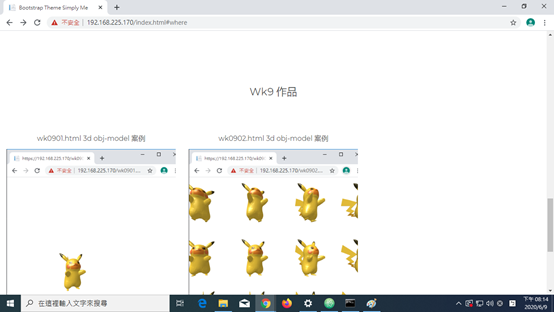 Bootstrap Theme Simply Me
不安全 | 192.168.225.170/index.html#where
Wk9 作品
wk0901.html 3d obj-model 案例
wk0902.html 3d obj-model 案例
https://192.168.225.170/wk09
不安全 | 192.168.225.170/wk0901....
https://192.168.225.170/wk0902
不安全 | 192.168.225.170/wk0902...
在這裡輸入文字來搜尋
下午 08:14
2020/6/9